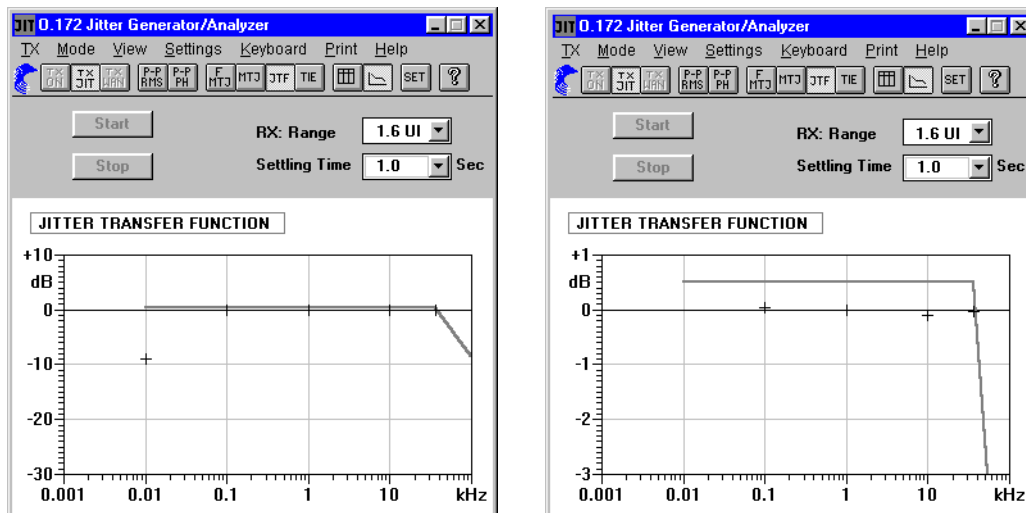 JIT O.172 Jitter Generator/Analyzer
TX Mode View Settings Keyboard Print Help
TX ON TX JIT TX WAN P-P RMS P-P PH F MTJ MTJ JTF TIE SET ?
Start RX: Range 1.6 UI
Stop Settling Time 1.0 Sec
JITTER TRANSFER FUNCTION
+10
dB
0
-10
-20
-30
0.001 0.01 0.1 1 10 kHz
JIT O.172 Jitter Generator/Analyzer
TX Mode View Settings Keyboard Print Help
TX ON TX JIT TX WAN P-P RMS P-P PH F MTJ MTJ JTF TIE SET ?
Start RX: Range 1.6 UI
Stop Settling Time 1.0 Sec
JITTER TRANSFER FUNCTION
+1
dB
0
-1
-2
-3
0.001 0.01 0.1 1 10 kHz